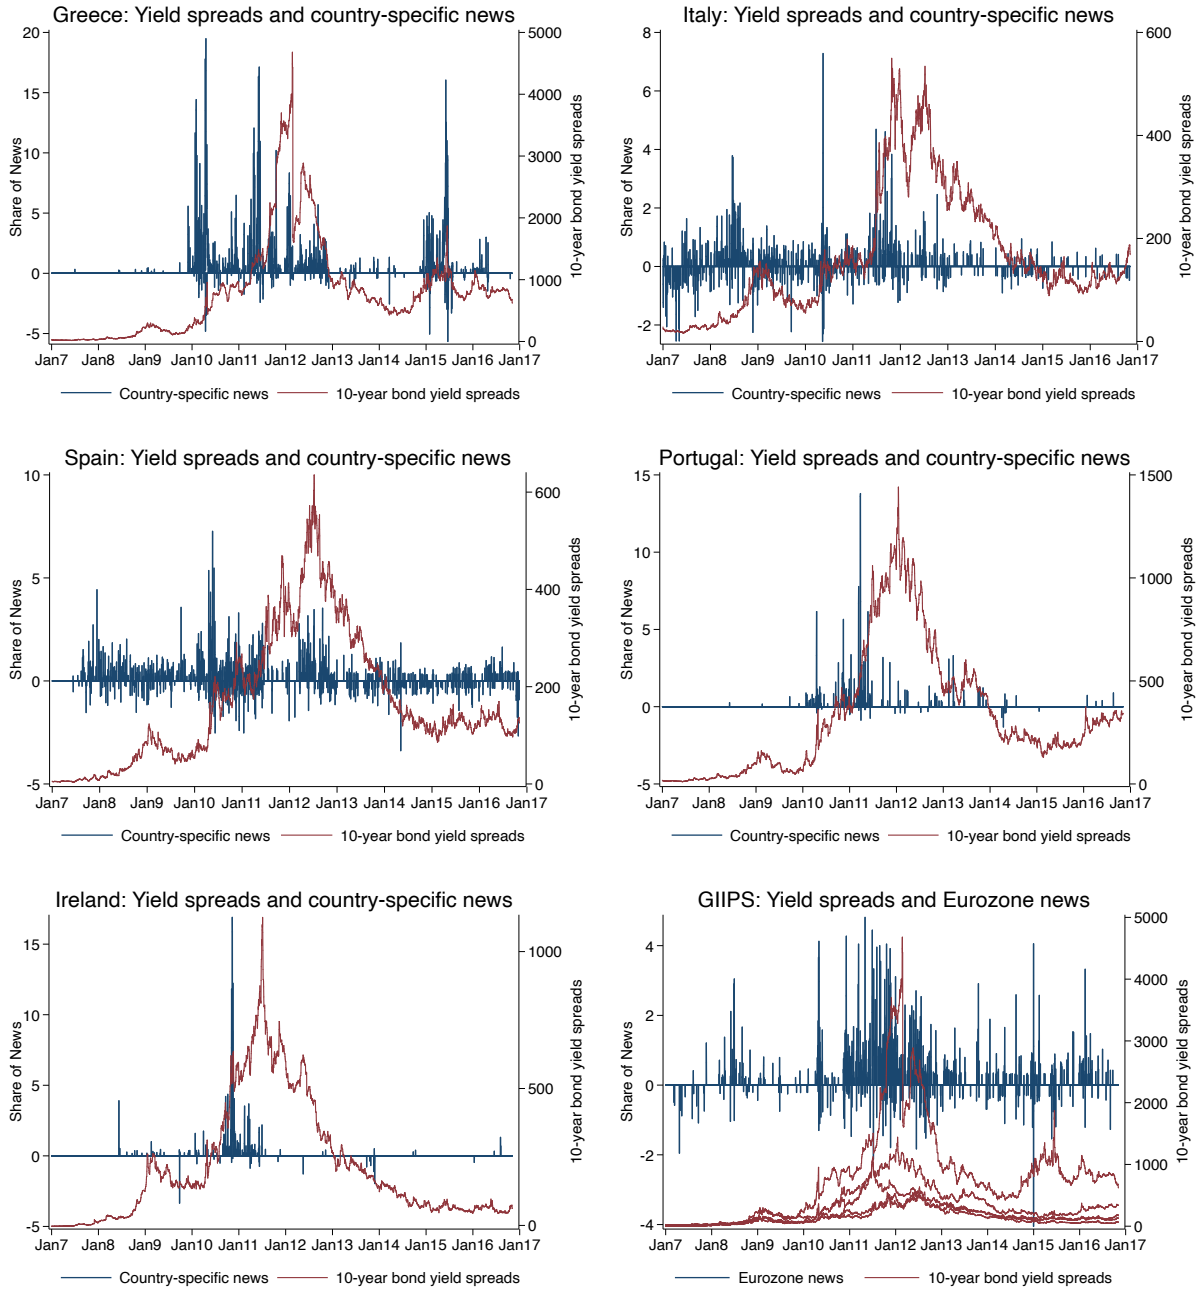 Greece: Yield spreads and country-specific news
20
15
10
5
0
-5
Share of News
5000
4000
3000
2000
1000
0
10-year bond yield spreads
Jan7 Jan8 Jan9 Jan10 Jan11 Jan12 Jan13 Jan14 Jan15 Jan16 Jan17
Country-specific news 10-year bond yield spreads
Italy: Yield spreads and country-specific news
8
6
4
2
0
-2
Share of News
600
400
200
0
10-year bond yield spreads
Jan7 Jan8 Jan9 Jan10 Jan11 Jan12 Jan13 Jan14 Jan15 Jan16 Jan17
Country-specific news 10-year bond yield spreads
Spain: Yield spreads and country-specific news
10
5
0
-5
Share of News
600
400
200
0
10-year bond yield spreads
Jan7 Jan8 Jan9 Jan10 Jan11 Jan12 Jan13 Jan14 Jan15 Jan16 Jan17
Country-specific news 10-year bond yield spreads
Portugal: Yield spreads and country-specific news
15
10
5
0
-5
Share of News
1500
1000
500
0
10-year bond yield spreads
Jan7 Jan8 Jan9 Jan10 Jan11 Jan12 Jan13 Jan14 Jan15 Jan16 Jan17
Country-specific news 10-year bond yield spreads
Ireland: Yield spreads and country-specific news
15
10
5
0
-5
Share of News
1000
500
0
10-year bond yield spreads
Jan7 Jan8 Jan9 Jan10 Jan11 Jan12 Jan13 Jan14 Jan15 Jan16 Jan17
Country-specific news 10-year bond yield spreads
GIIPS: Yield spreads and Eurozone news
4
2
0
-2
-4
Share of News
5000
4000
3000
2000
1000
0
10-year bond yield spreads
Jan7 Jan8 Jan9 Jan10 Jan11 Jan12 Jan13 Jan14 Jan15 Jan16 Jan17
Eurozone news 10-year bond yield spreads